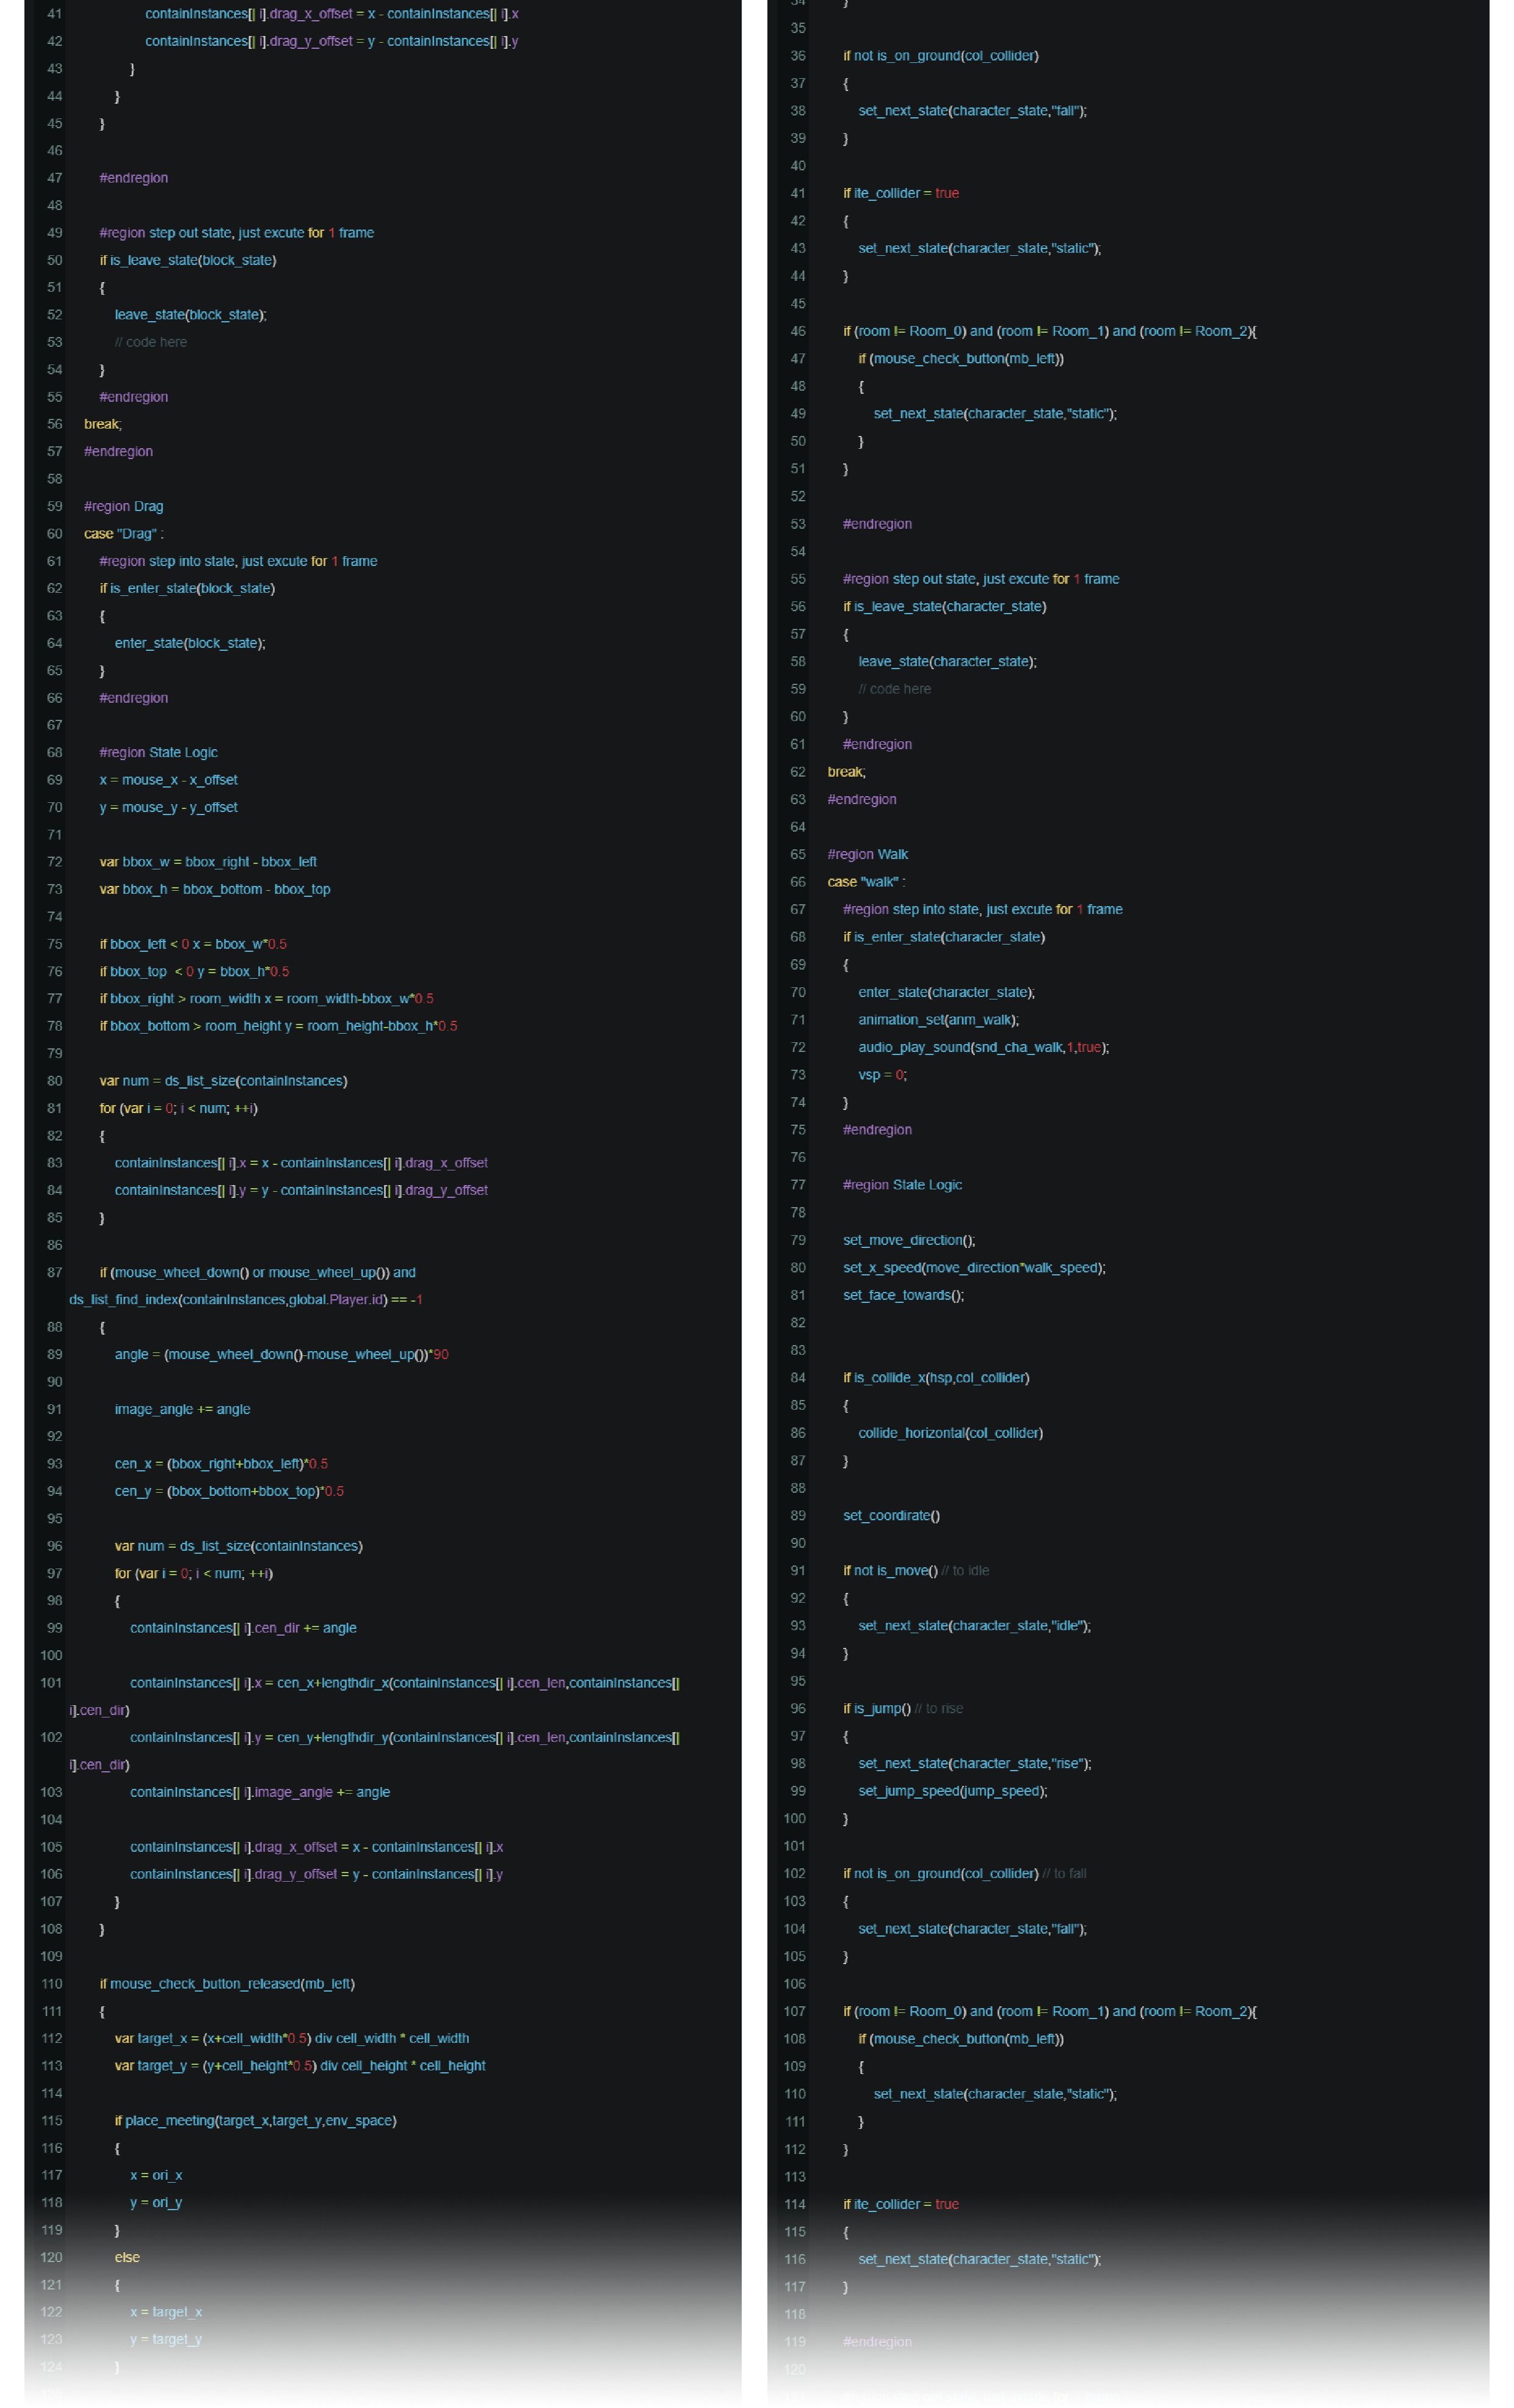 41 containInstances[| i].drag_x_offset = x - containInstances[| i].x
42 containInstances[| i].drag_y_offset = y - containInstances[| i].y
43 }
44 }
45 }
46
47 #endregion
48
49 #region step out state, just excute for 1 frame
50 if is_leave_state(block_state)
51 {
52 leave_state(block_state);
53 // code here
54 }
55 #endregion
56 break;
57 #endregion
58
59 #region Drag
60 case "Drag" :
61 #region step into state, just excute for 1 frame
62 if is_enter_state(block_state)
63 {
64 enter_state(block_state);
65 }
66 #endregion
67
68 #region State Logic
69 x = mouse_x - x_offset
70 y = mouse_y - y_offset
71
72 var bbox_w = bbox_right - bbox_left
73 var bbox_h = bbox_bottom - bbox_top
74
75 if bbox_left < 0 x = bbox_w*0.5
76 if bbox_top  < 0 y = bbox_h*0.5
77 if bbox_right > room_width x = room_width-bbox_w*0.5
78 if bbox_bottom > room_height y = room_height-bbox_h*0.5
79
80 var num = ds_list_size(containInstances)
81 for (var i = 0; i < num; ++i)
82 {
83 containInstances[| i].x = x - containInstances[| i].drag_x_offset
84 containInstances[| i].y = y - containInstances[| i].drag_y_offset
85 }
86
87 if (mouse_wheel_down() or mouse_wheel_up()) and
ds_list_find_index(containInstances,global.Player.id) == -1
88 {
89 angle = (mouse_wheel_down()-mouse_wheel_up())*90
90
91 image_angle += angle
92
93 cen_x = (bbox_right+bbox_left)*0.5
94 cen_y = (bbox_bottom+bbox_top)*0.5
95
96 var num = ds_list_size(containInstances)
97 for (var i = 0; i < num; ++i)
98 {
99 containInstances[| i].cen_dir += angle
100
101 containInstances[| i].x = cen_x+lengthdir_x(containInstances[| i].cen_len,containInstances[|
i].cen_dir)
102 containInstances[| i].y = cen_y+lengthdir_y(containInstances[| i].cen_len,containInstances[|
i].cen_dir)
103 containInstances[| i].image_angle += angle
104
105 containInstances[| i].drag_x_offset = x - containInstances[| i].x
106 containInstances[| i].drag_y_offset = y - containInstances[| i].y
107 }
108 }
109
110 if mouse_check_button_released(mb_left)
111 {
112 var target_x = (x+cell_width*0.5) div cell_width * cell_width
113 var target_y = (y+cell_height*0.5) div cell_height * cell_height
114
115 if place_meeting(target_x,target_y,env_space)
116 {
117 x = ori_x
118 y = ori_y
119 }
120 else
121 {
122 x = target_x
123 y = target_y
124 }
34 }
35
36 if not is_on_ground(col_collider)
37 {
38 set_next_state(character_state,"fall");
39 }
40
41 if ite_collider = true
42 {
43 set_next_state(character_state,"static");
44 }
45
46 if (room != Room_0) and (room != Room_1) and (room != Room_2){
47 if (mouse_check_button(mb_left))
48 {
49 set_next_state(character_state,"static");
50 }
51 }
52
53 #endregion
54
55 #region step out state, just excute for 1 frame
56 if is_leave_state(character_state)
57 {
58 leave_state(character_state);
59 // code here
60 }
61 #endregion
62 break;
63 #endregion
64
65 #region Walk
66 case "walk" :
67 #region step into state, just excute for 1 frame
68 if is_enter_state(character_state)
69 {
70 enter_state(character_state);
71 animation_set(anm_walk);
72 audio_play_sound(snd_cha_walk,1,true);
73 vsp = 0;
74 }
75 #endregion
76
77 #region State Logic
78
79 set_move_direction();
80 set_x_speed(move_direction*walk_speed);
81 set_face_towards();
82
83
84 if is_collide_x(hsp,col_collider)
85 {
86 collide_horizontal(col_collider)
87 }
88
89 set_coordirate()
90
91 if not is_move() // to idle
92 {
93 set_next_state(character_state,"idle");
94 }
95
96 if is_jump() // to rise
97 {
98 set_next_state(character_state,"rise");
99 set_jump_speed(jump_speed);
100 }
101
102 if not is_on_ground(col_collider) // to fall
103 {
104 set_next_state(character_state,"fall");
105 }
106
107 if (room != Room_0) and (room != Room_1) and (room != Room_2){
108 if (mouse_check_button(mb_left))
109 {
110 set_next_state(character_state,"static");
111 }
112 }
113
114 if ite_collider = true
115 {
116 set_next_state(character_state,"static");
117 }
118
119 #endregion
120